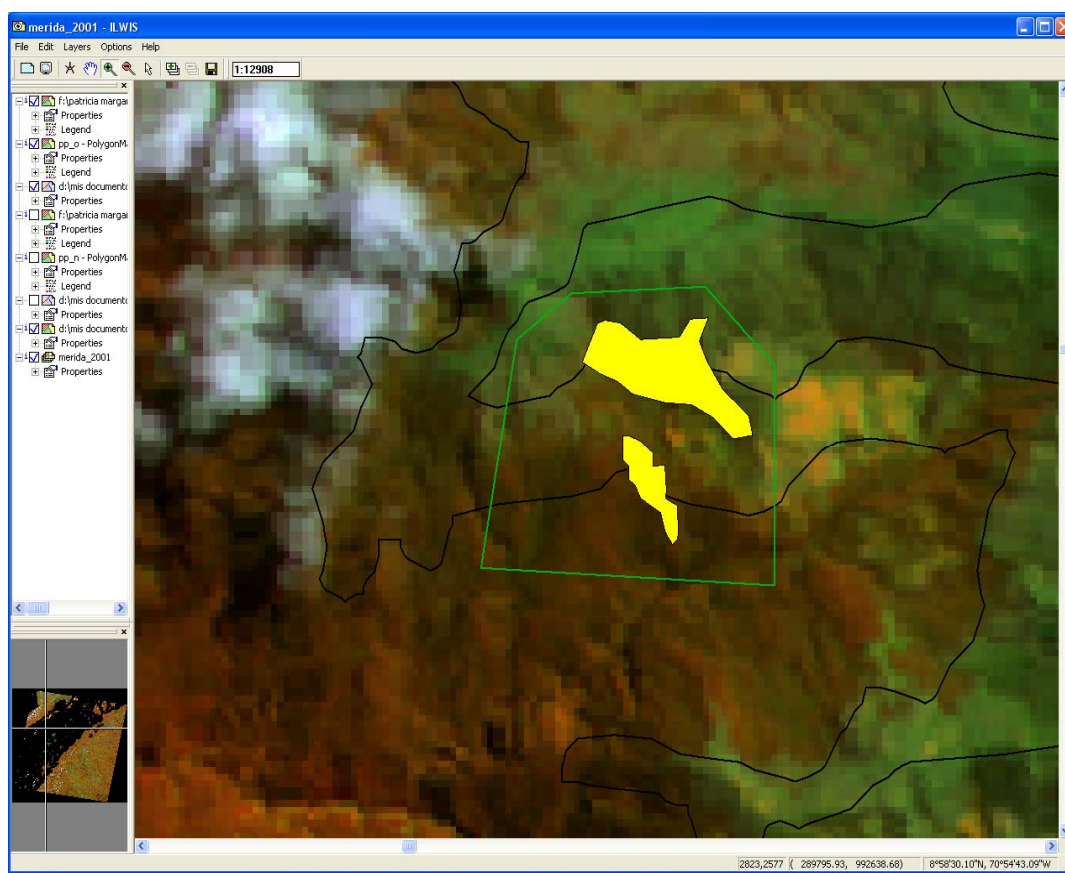 merida_2001 - ILWIS
File Edit Layers Options Help
1:12908
f:\patricia margar
Properties
Legend
pp_o - PolygonM
Properties
Legend
d:\mis documento
Properties
f:\patricia margar
Properties
Legend
pp_n - PolygonM
Properties
Legend
d:\mis documento
Properties
d:\mis documento
Properties
merida_2001
Properties
2823,2577 ( 289795.93, 992638.68) 8°58'30.10"N, 70°54'43.09"W